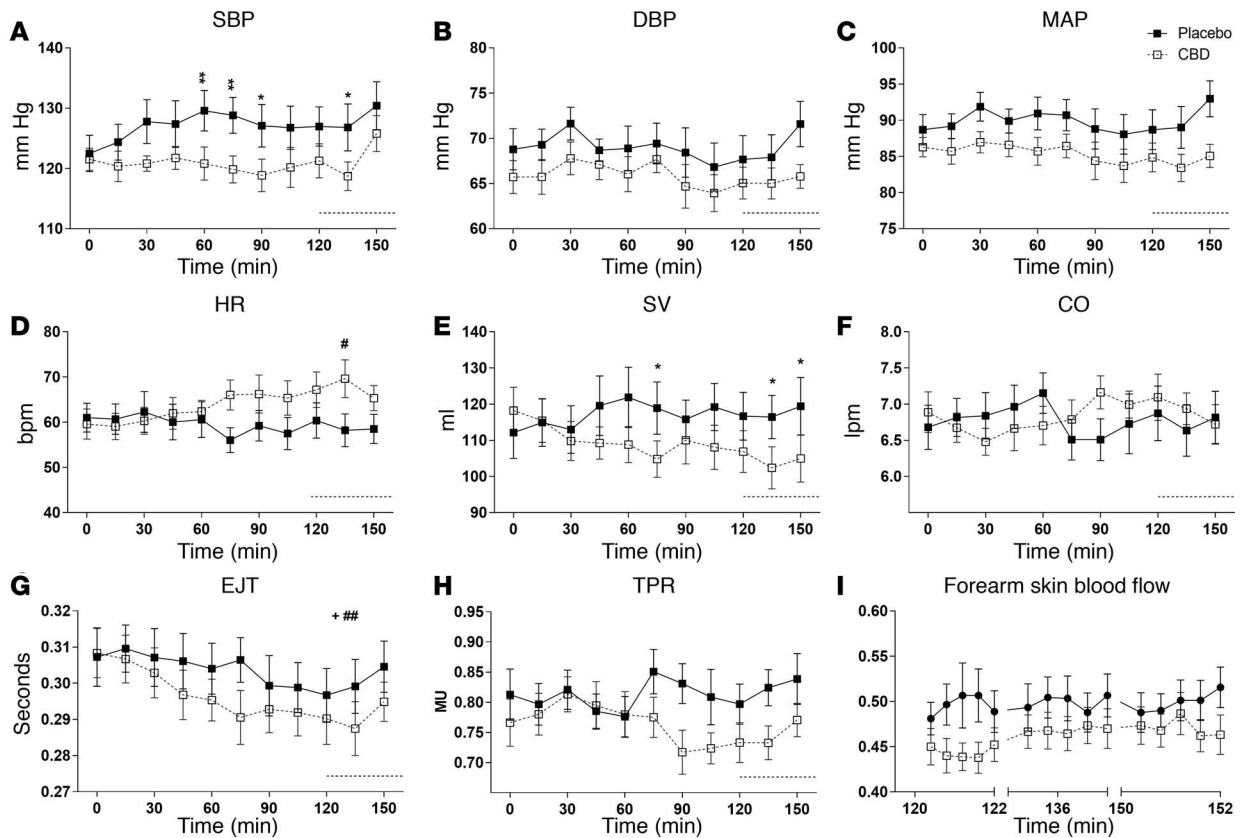 A SBP
mm Hg
140
130
120
110
** ** * *
0 30 60 90 120 150
Time (min)
B DBP
mm Hg
80
75
70
65
60
0 30 60 90 120 150
Time (min)
C MAP
Placebo
CBD
mm Hg
100
95
90
85
80
75
0 30 60 90 120 150
Time (min)
D HR
bpm
80
70
60
50
40
#
0 30 60 90 120 150
Time (min)
E SV
ml
140
130
120
110
100
90
* * *
0 30 60 90 120 150
Time (min)
F CO
lpm
8.0
7.5
7.0
6.5
6.0
0 30 60 90 120 150
Time (min)
G EJT
Seconds
0.32
0.31
0.30
0.29
0.28
0.27
+ ##
0 30 60 90 120 150
Time (min)
H TPR
MU
0.95
0.90
0.85
0.80
0.75
0.70
0 30 60 90 120 150
Time (min)
I Forearm skin blood flow
0.60
0.55
0.50
0.45
0.40
120 122 136 150 152
Time (min)